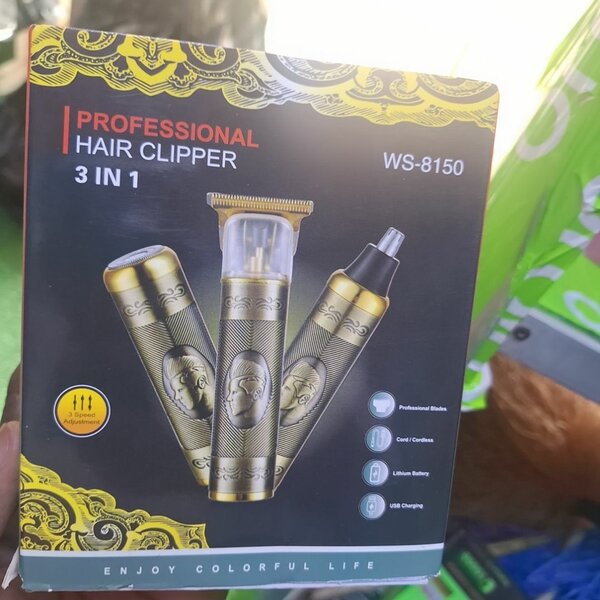 PROFESSIONAL
HAIR CLIPPER
3 IN 1
WS-8150
3 Speed
Adjustment
Professional Blades
Cord / Cordless
Lithium Battery
USB Charging
ENJOY COLORFUL LIFE